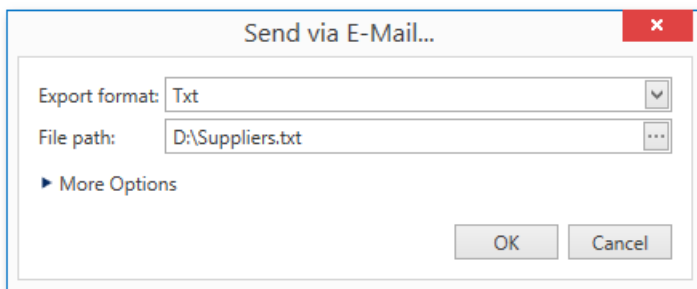 Send via E-Mail...
Export format: Txt
File path: D:\Suppliers.txt
More Options
OK Cancel